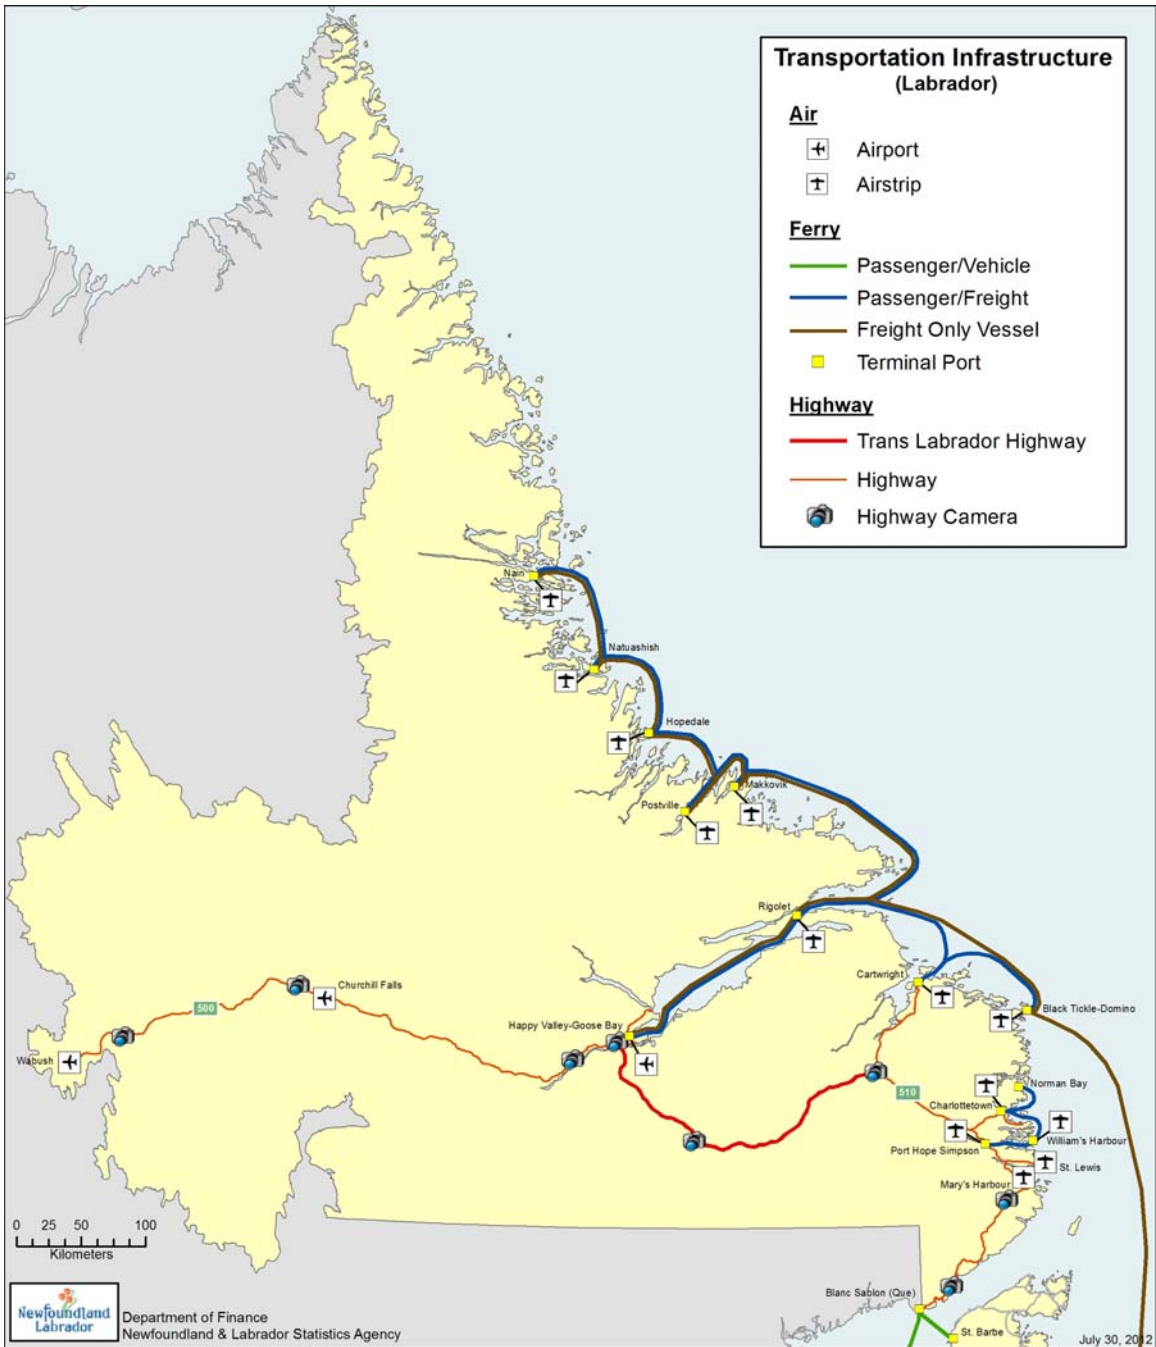 Transportation Infrastructure
(Labrador)
Air
Airport
Airstrip
Ferry
Passenger/Vehicle
Passenger/Freight
Freight Only Vessel
Terminal Port
Highway
Trans Labrador Highway
Highway
Highway Camera
Nain
Natuashish
Hopedale
Makkovik
Postville
Rigolet
Cartwright
Churchill Falls
500
Happy Valley-Goose Bay
Black Tickle-Domino
Wabush
Norman Bay
510
Charlottetown
William's Harbour
Port Hope Simpson
St. Lewis
Mary's Harbour
0 25 50 100
Kilometers
Blanc Sablon (Que)
St. Barbe
Newfoundland
Labrador
Department of Finance
Newfoundland & Labrador Statistics Agency
July 30, 2012